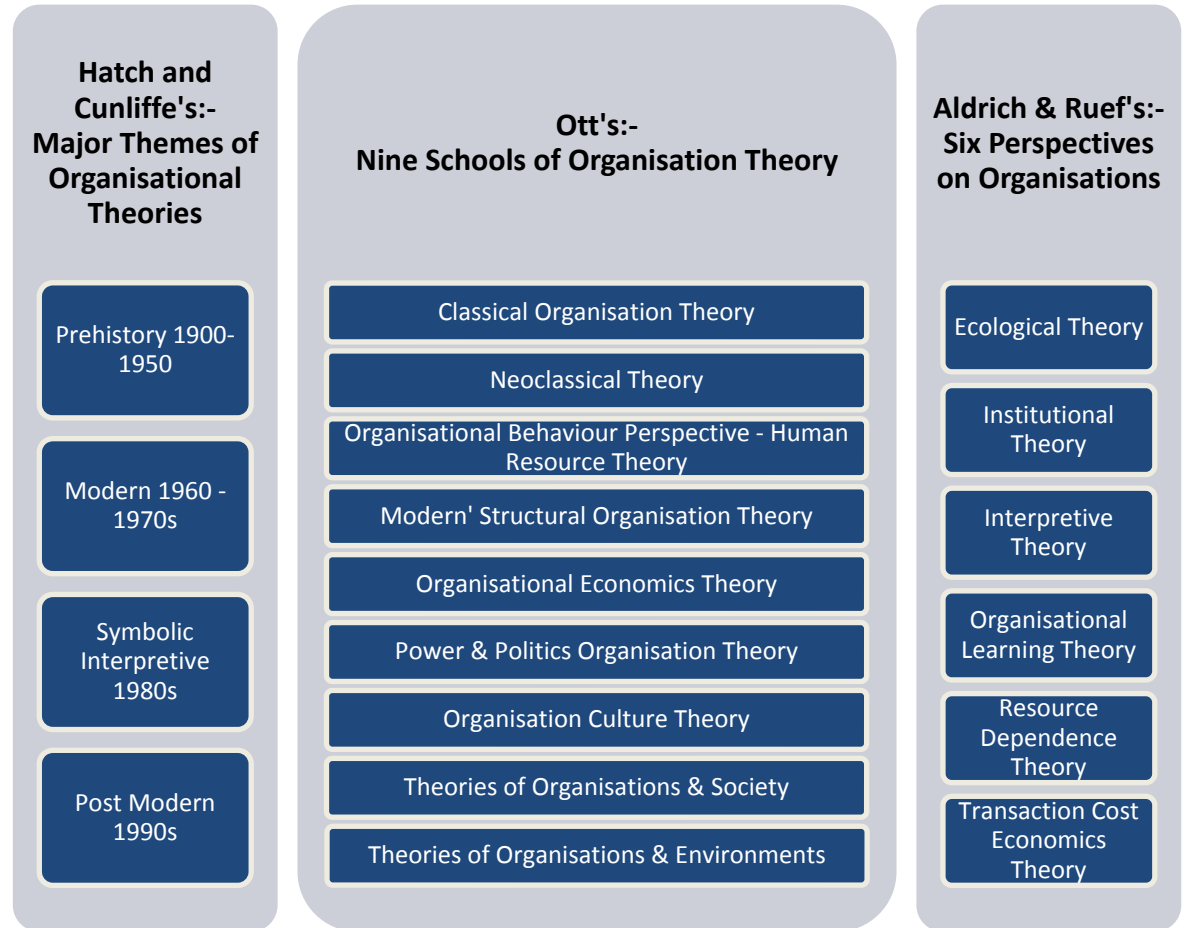 Hatch and
Cunliffe's:-
Major Themes of
Organisational
Theories
Prehistory 1900-
1950
Modern 1960 -
1970s
Symbolic
Interpretive
1980s
Post Modern
1990s
Ott's:-
Nine Schools of Organisation Theory
Classical Organisation Theory
Neoclassical Theory
Organisational Behaviour Perspective - Human
Resource Theory
Modern' Structural Organisation Theory
Organisational Economics Theory
Power & Politics Organisation Theory
Organisation Culture Theory
Theories of Organisations & Society
Theories of Organisations & Environments
Aldrich & Ruef's:-
Six Perspectives
on Organisations
Ecological Theory
Institutional
Theory
Interpretive
Theory
Organisational
Learning Theory
Resource
Dependence
Theory
Transaction Cost
Economics
Theory